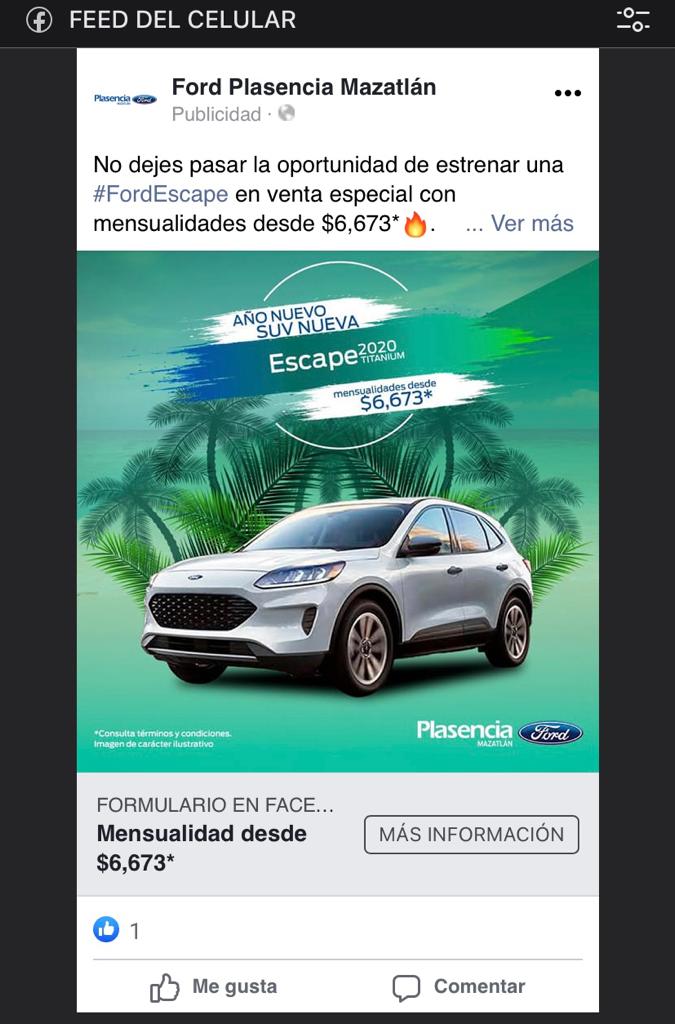 FEED DEL CELULAR
Plasencia Ford
Ford Plasencia Mazatlán
Publicidad ·
No dejes pasar la oportunidad de estrenar una
#FordEscape en venta especial con
mensualidades desde $6,673*🔥. ... Ver más
AÑO NUEVO
SUV NUEVA
Escape 2020
TITANIUM
mensualidades desde
$6,673*
*Consulta términos y condiciones.
Imagen de carácter ilustrativo
Plasencia Ford
MAZATLÁN
FORMULARIO EN FACE...
Mensualidad desde
$6,673*
MÁS INFORMACIÓN
1
Me gusta
Comentar